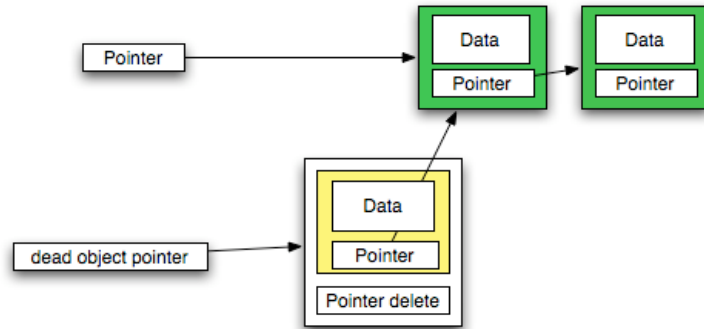 Data
Data
Pointer
Pointer
Pointer
Data
dead object pointer
Pointer
Pointer delete